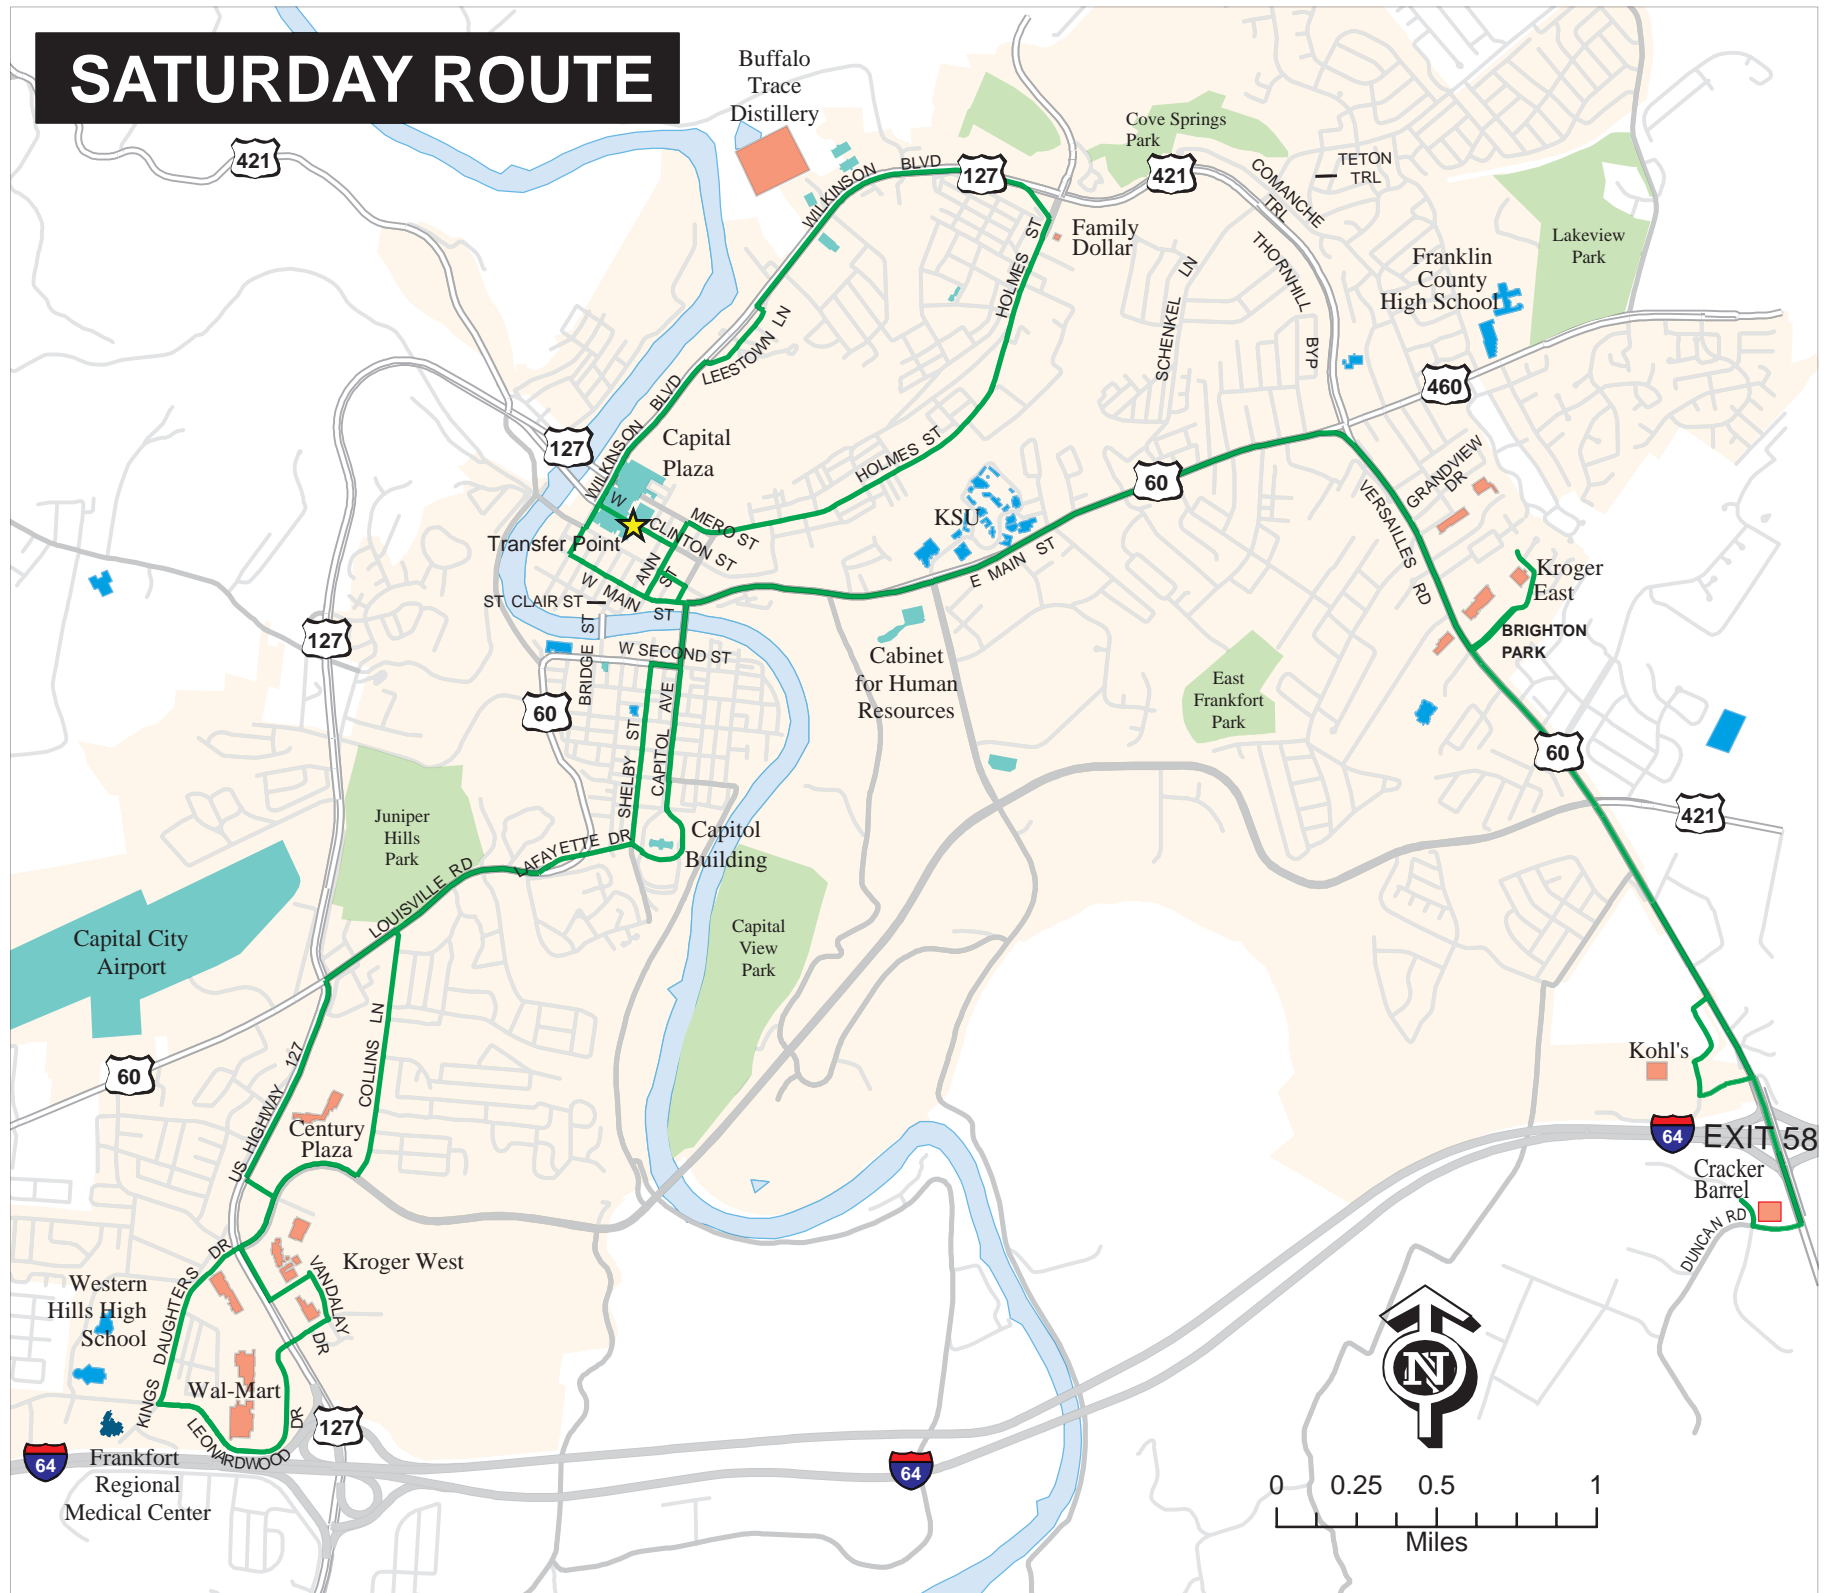 SATURDAY ROUTE
Buffalo
Trace
Distillery
421
WILKINSON BLVD
127
Cove Springs
Park
421
COMANCHE
TRL
TETON
TRL
Family
Dollar
HOLMES ST
SCHENKEL LN
THORNHILL
BYP
Franklin
County
High School
Lakeview
Park
460
LEESTOWN LN
WILKINSON BLVD
127
Capital
Plaza
HOLMES ST
60
KSU
E MAIN ST
VERSAILLES RD
GRANDVIEW
DR
Kroger
East
BRIGHTON
PARK
W CLINTON ST
MERO ST
Transfer Point
ANN ST
W MAIN ST
ST CLAIR ST
BRIDGE ST
W SECOND ST
127
60
SHELBY ST
CAPITOL AVE
Cabinet
for Human
Resources
East
Frankfort
Park
60
421
Juniper
Hills
Park
LAFAYETTE DR
Capitol
Building
LOUISVILLE RD
Capital City
Airport
Capital
View
Park
60
US HIGHWAY 127
COLLINS LN
Century
Plaza
Kohl's
64
EXIT 58
Cracker
Barrel
DUNCAN RD
KINGS DAUGHTERS DR
Kroger West
VANDALAY DR
Western
Hills High
School
Wal-Mart
LEONARDWOOD DR
127
64
Frankfort
Regional
Medical Center
64
N
0 0.25 0.5 1
Miles